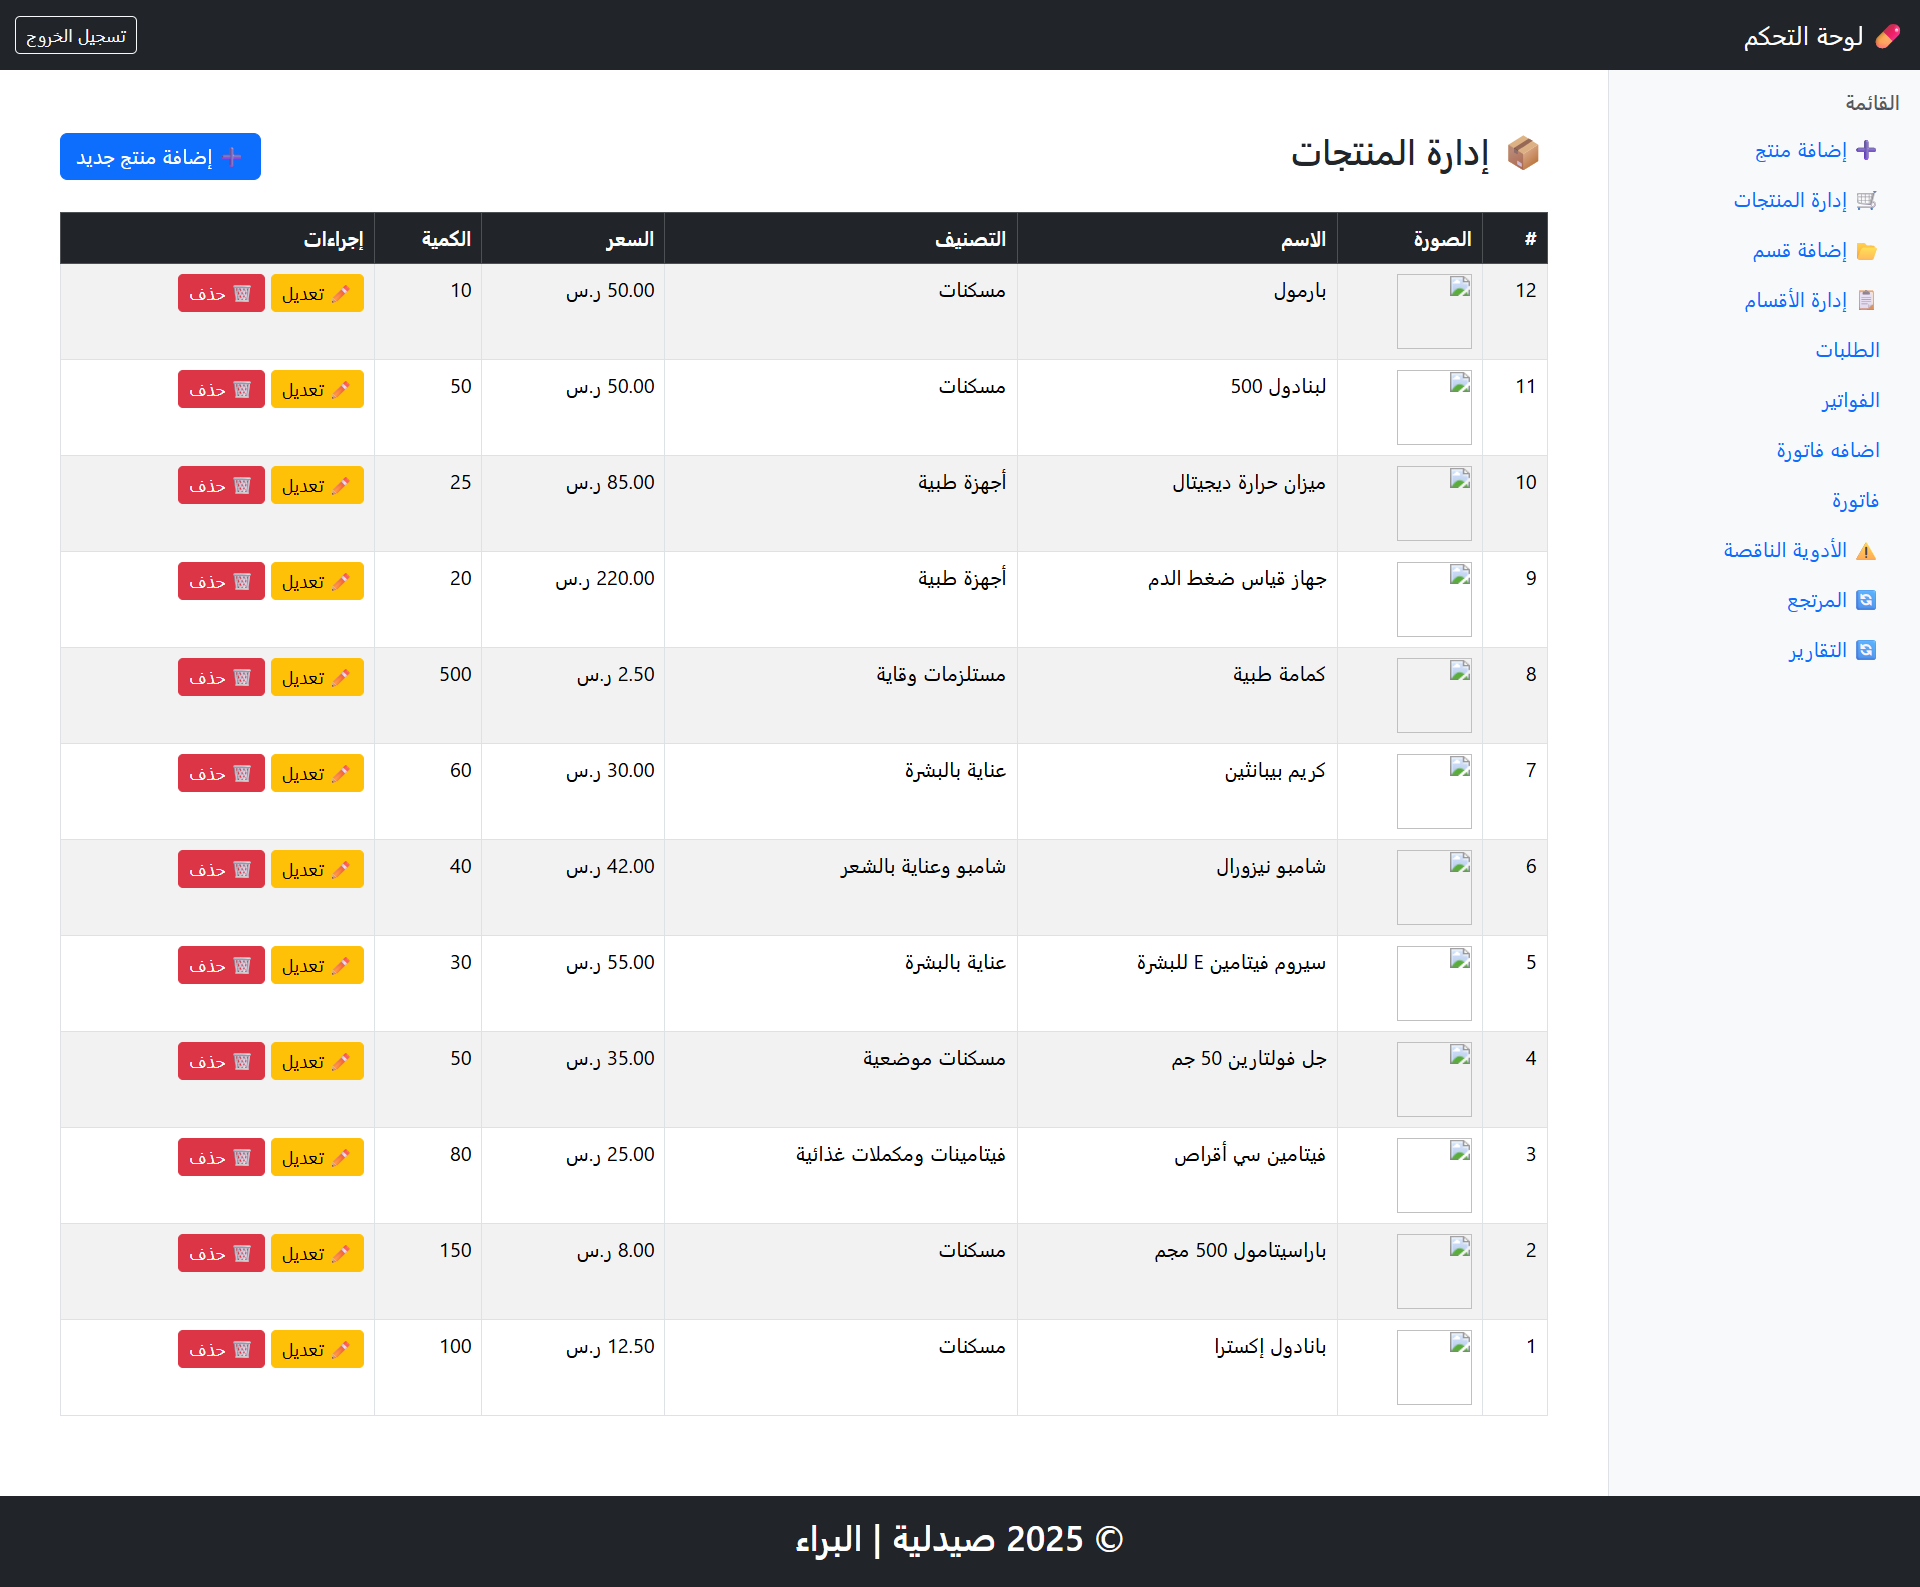 💊 لوحة التحكم
تسجيل الخروج
القائمة
➕ إضافة منتج
🛒 إدارة المنتجات
📂 إضافة قسم
📋 إدارة الأقسام
الطلبات
الفواتير
اضافه فاتورة
فاتورة
⚠️ الأدوية الناقصة
🔄 المرتجع
🔄 التقارير
📦 إدارة المنتجات
➕ إضافة منتج جديد
# الصورة الاسم التصنيف السعر الكمية إجراءات
12 بارمول مسكنات 50.00 ر.س 10 ✏️ تعديل 🗑️ حذف
11 لبنادول 500 مسكنات 50.00 ر.س 50 ✏️ تعديل 🗑️ حذف
10 ميزان حرارة ديجيتال أجهزة طبية 85.00 ر.س 25 ✏️ تعديل 🗑️ حذف
9 جهاز قياس ضغط الدم أجهزة طبية 220.00 ر.س 20 ✏️ تعديل 🗑️ حذف
8 كمامة طبية مستلزمات وقاية 2.50 ر.س 500 ✏️ تعديل 🗑️ حذف
7 كريم بيبانثين عناية بالبشرة 30.00 ر.س 60 ✏️ تعديل 🗑️ حذف
6 شامبو نيزورال شامبو وعناية بالشعر 42.00 ر.س 40 ✏️ تعديل 🗑️ حذف
5 سيروم فيتامين E للبشرة عناية بالبشرة 55.00 ر.س 30 ✏️ تعديل 🗑️ حذف
4 جل فولتارين 50 جم مسكنات موضعية 35.00 ر.س 50 ✏️ تعديل 🗑️ حذف
3 فيتامين سي أقراص فيتامينات ومكملات غذائية 25.00 ر.س 80 ✏️ تعديل 🗑️ حذف
2 باراسيتامول 500 مجم مسكنات 8.00 ر.س 150 ✏️ تعديل 🗑️ حذف
1 بانادول إكسترا مسكنات 12.50 ر.س 100 ✏️ تعديل 🗑️ حذف
© 2025 صيدلية | البراء